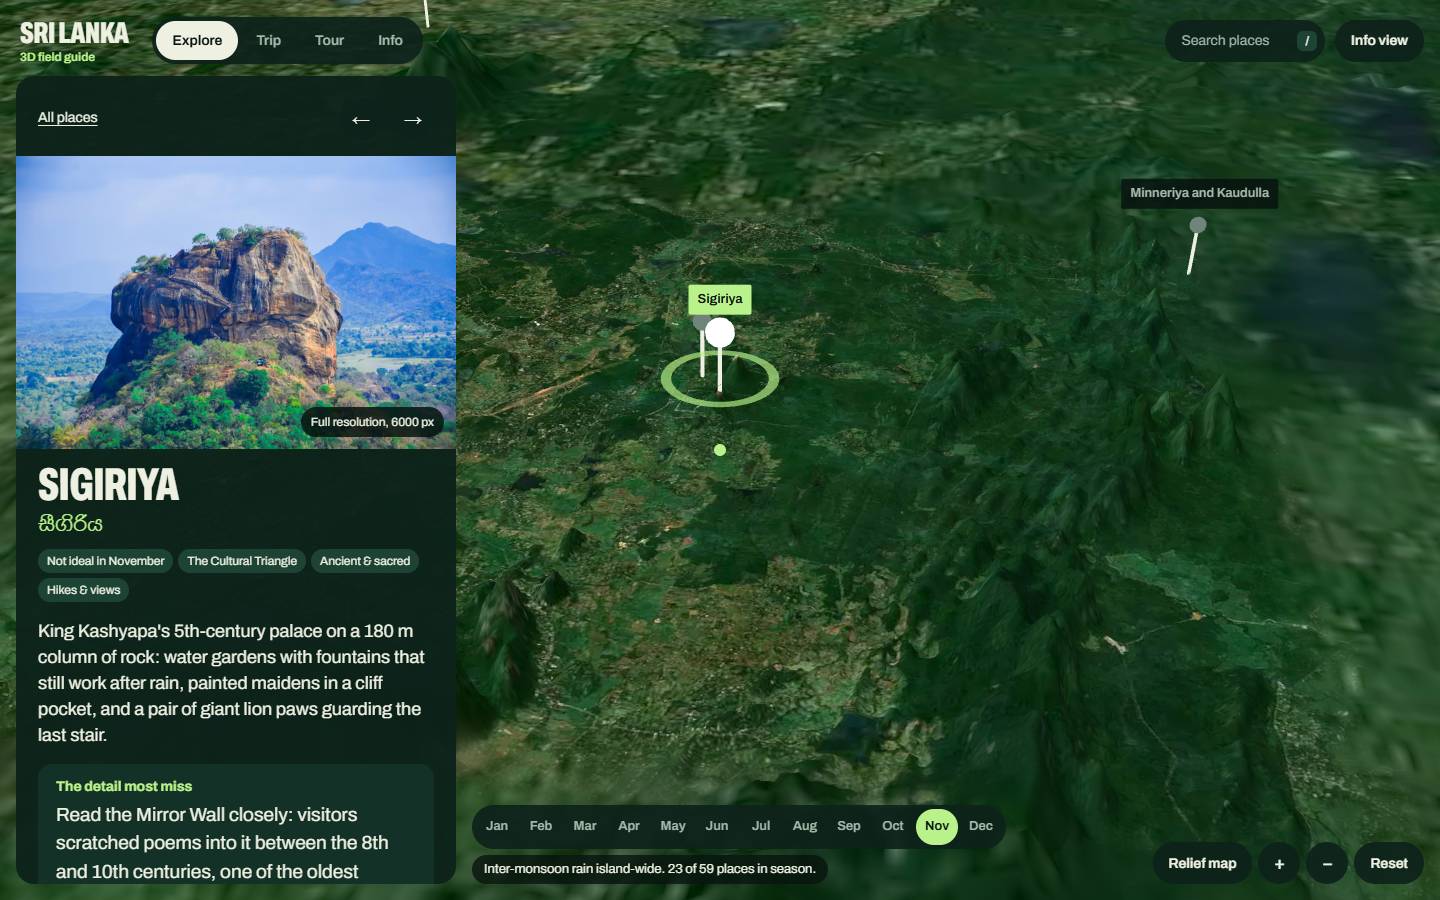 SRI LANKA
3D field guide
Explore
Trip
Tour
Info
Search places
/
Info view
All places
← →
Full resolution, 6000 px
SIGIRIYA
සීගිරිය
Not ideal in November
The Cultural Triangle
Ancient & sacred
Hikes & views
King Kashyapa's 5th-century palace on a 180 m
column of rock: water gardens with fountains that
still work after rain, painted maidens in a cliff
pocket, and a pair of giant lion paws guarding the
last stair.
The detail most miss
Read the Mirror Wall closely: visitors
scratched poems into it between the 8th
and 10th centuries, one of the oldest
Minneriya and Kaudulla
Sigiriya
Jan Feb Mar Apr May Jun Jul Aug Sep Oct Nov Dec
Inter-monsoon rain island-wide. 23 of 59 places in season.
Relief map
+
−
Reset